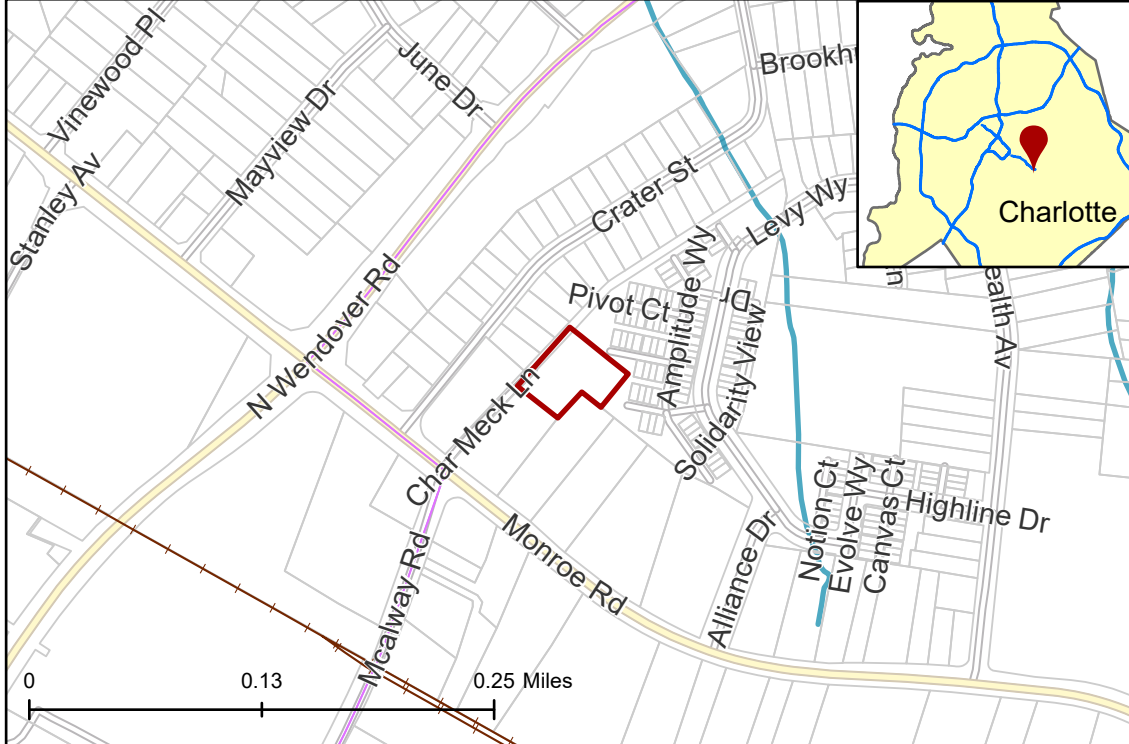 Vinewood Pl
June Dr
Mayview Dr
Stanley Av
Charlotte
Crater St
Levy Wy
N Wendover Rd
Pivot Ct
Amplitude Wy
Dr
Solidarity View
Char Meck Ln
Highline Dr
Notion Ct
Evolve Wy
Canvas Ct
Monroe Rd
Alliance Dr
Mcalway Rd
0 0.13 0.25 Miles